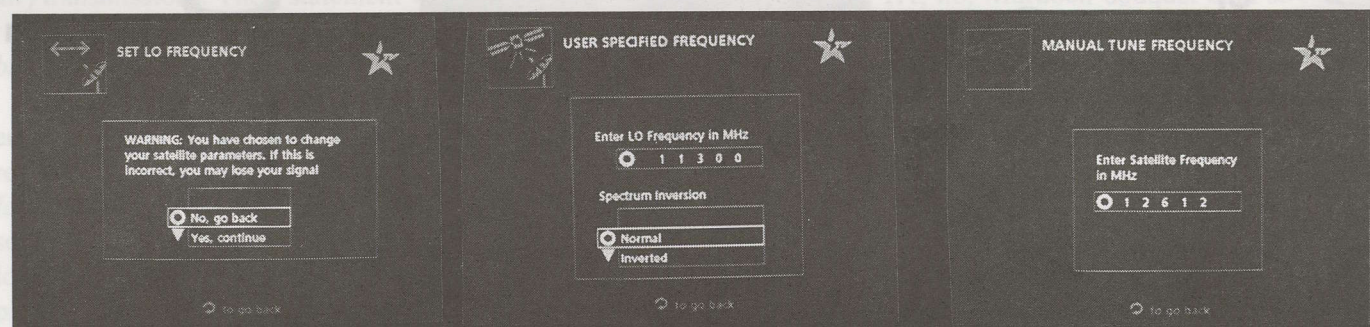 SET LO FREQUENCY
TV
WARNING: You have chosen to change
your satellite parameters. If this is
incorrect, you may lose your signal
No, go back
Yes, continue
to go back
USER SPECIFIED FREQUENCY
TV
Enter LO Frequency in MHz
1 1 3 0 0
Spectrum Inversion
Normal
Inverted
to go back
MANUAL TUNE FREQUENCY
TV
Enter Satellite Frequency
in MHz
1 2 6 1 2
to go back